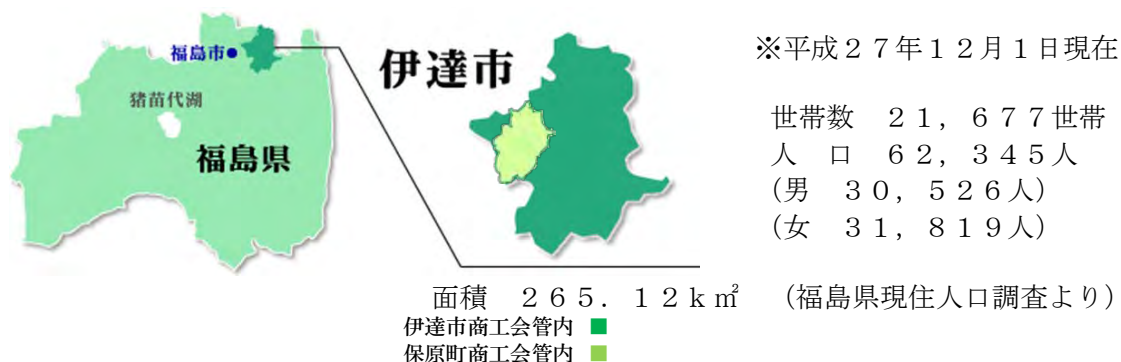 福島市
猪苗代湖
福島県
伊達市
※平成２７年１２月１日現在
世帯数　２１，６７７世帯
人　口　６２，３４５人
(男　３０，５２６人)
(女　３１，８１９人)
面積　２６５．１２ｋ㎡　（福島県現住人口調査より）
伊達市商工会管内
保原町商工会管内